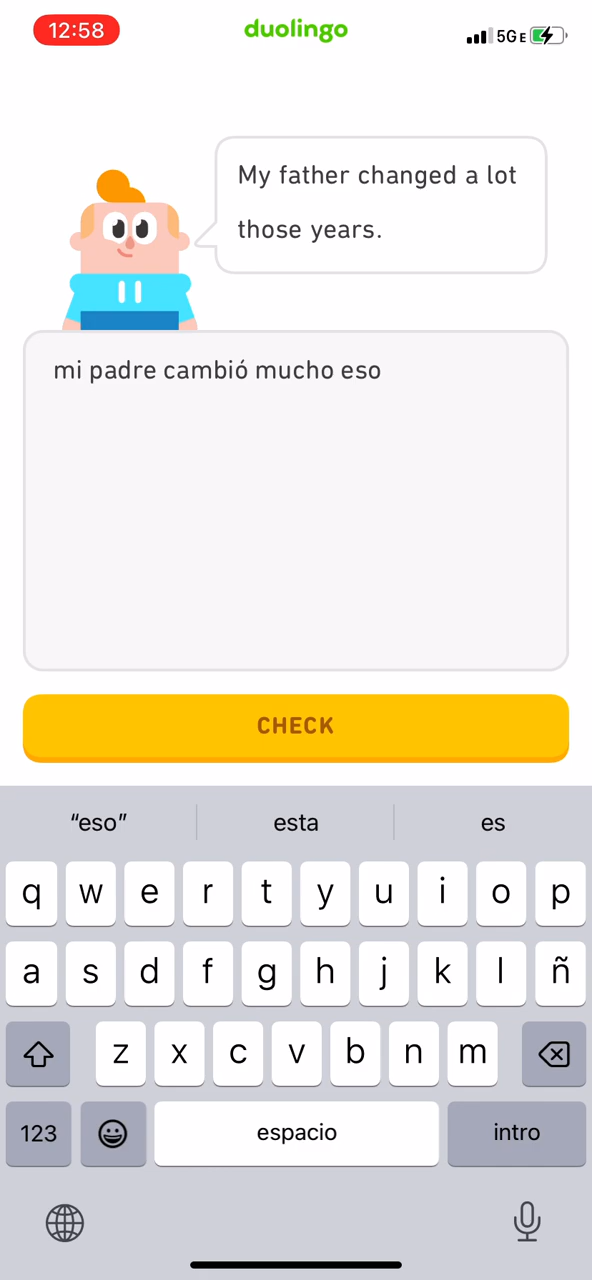 12:58
duolingo
5GE
My father changed a lot
those years.
mi padre cambió mucho eso
CHECK
“eso” esta es
q w e r t y u i o p
a s d f g h j k l ñ
z x c v b n m
123 espacio intro